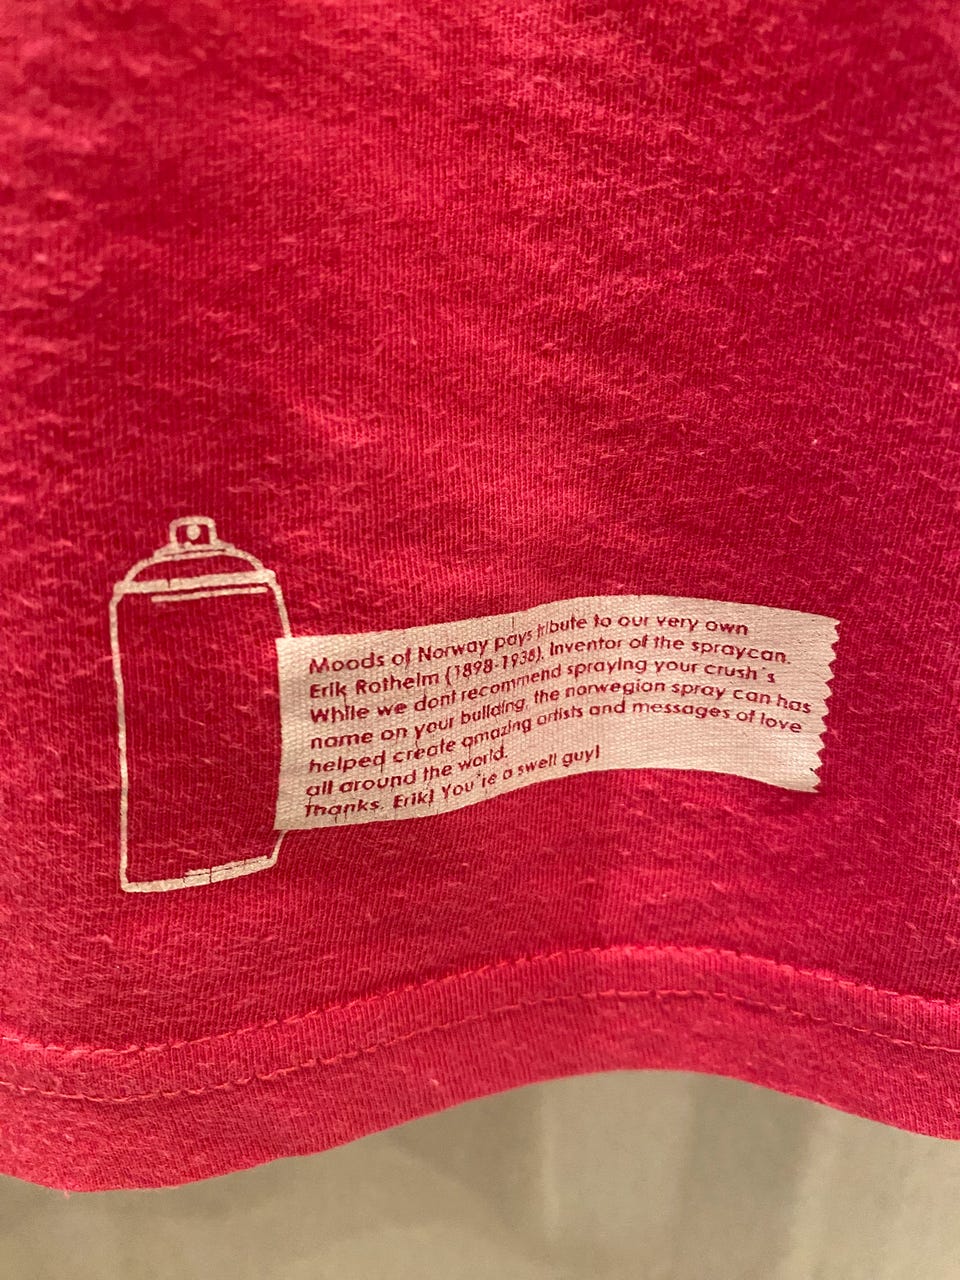 Moods of Norway pays tribute to our very own
Erik Rotheim (1898-1938), inventor of the spraycan.
While we dont recommend spraying your crush's
name on your building, the norwegian spray can has
helped create amazing artists and messages of love
all around the world.
Thanks, Erik! You're a swell guy!